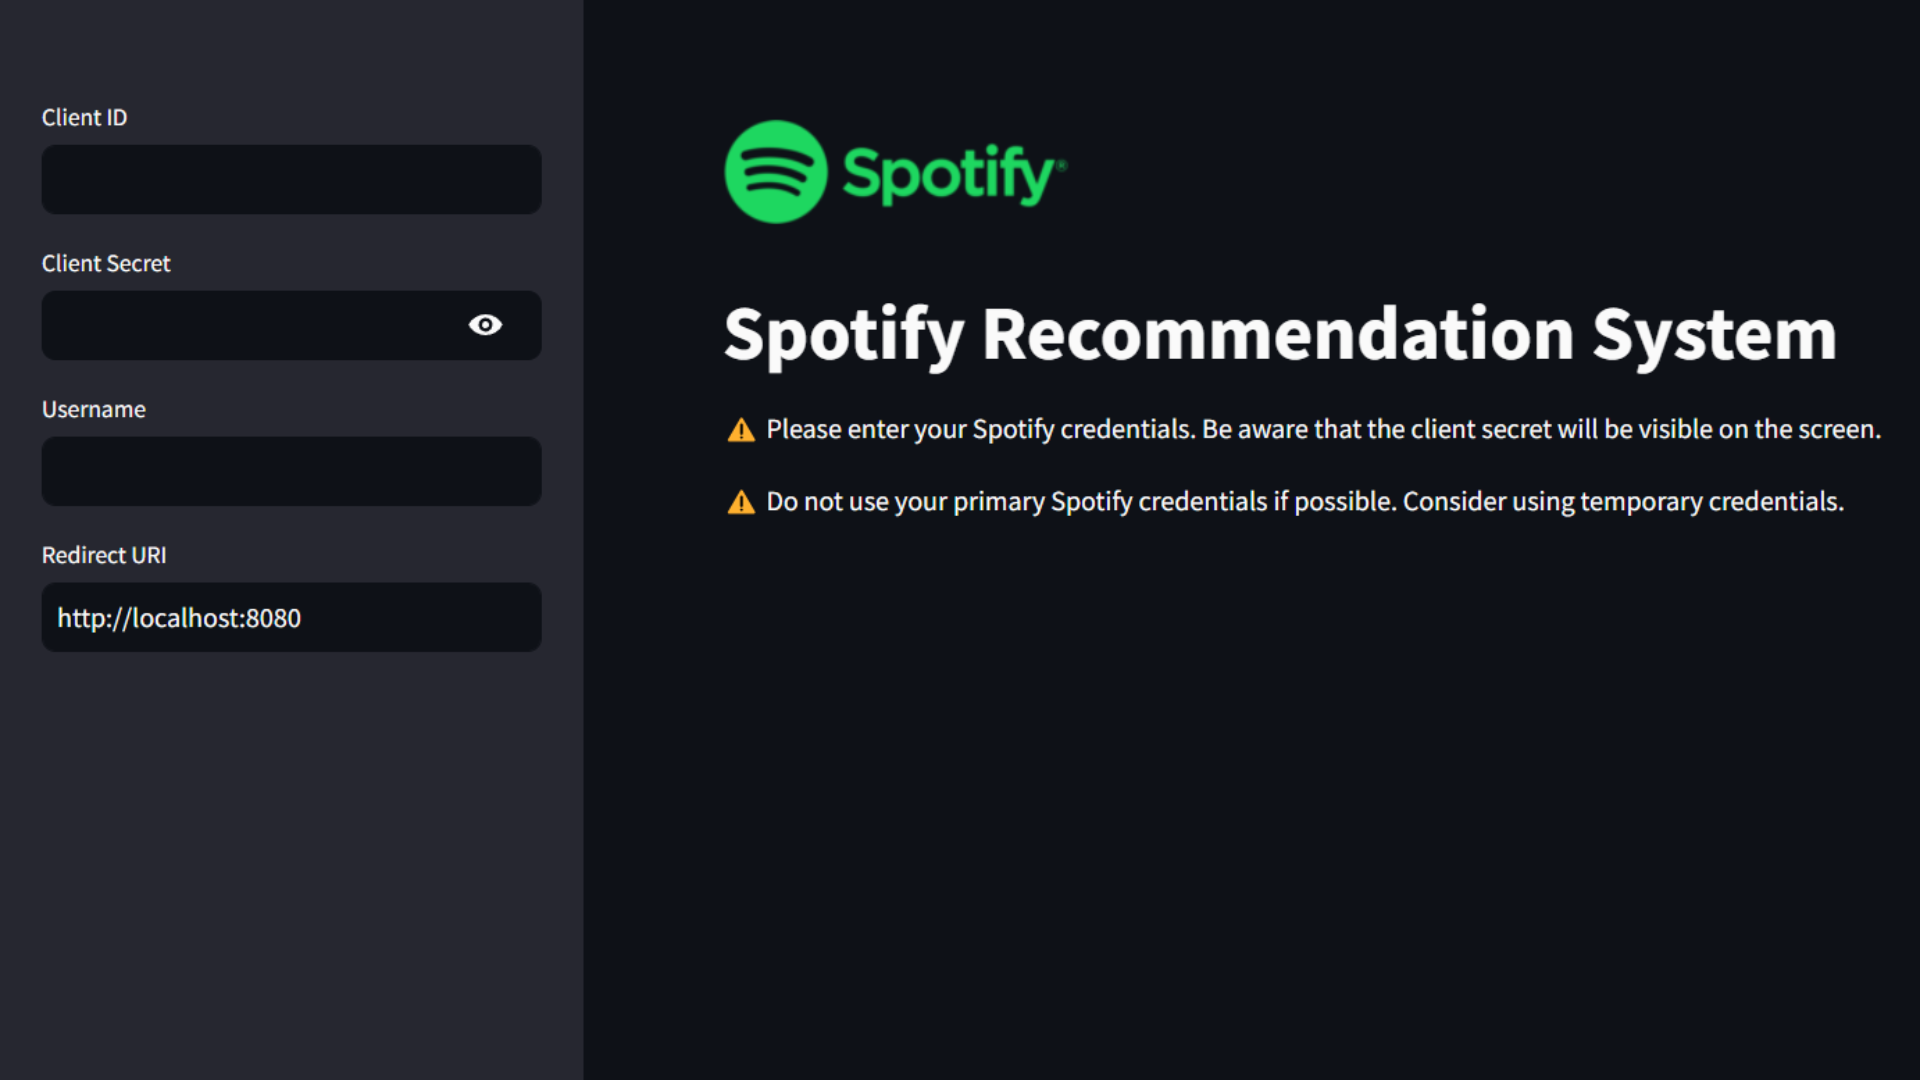 Client ID
Client Secret
Username
Redirect URI
http://localhost:8080
Spotify®
Spotify Recommendation System
⚠ Please enter your Spotify credentials. Be aware that the client secret will be visible on the screen.
⚠ Do not use your primary Spotify credentials if possible. Consider using temporary credentials.